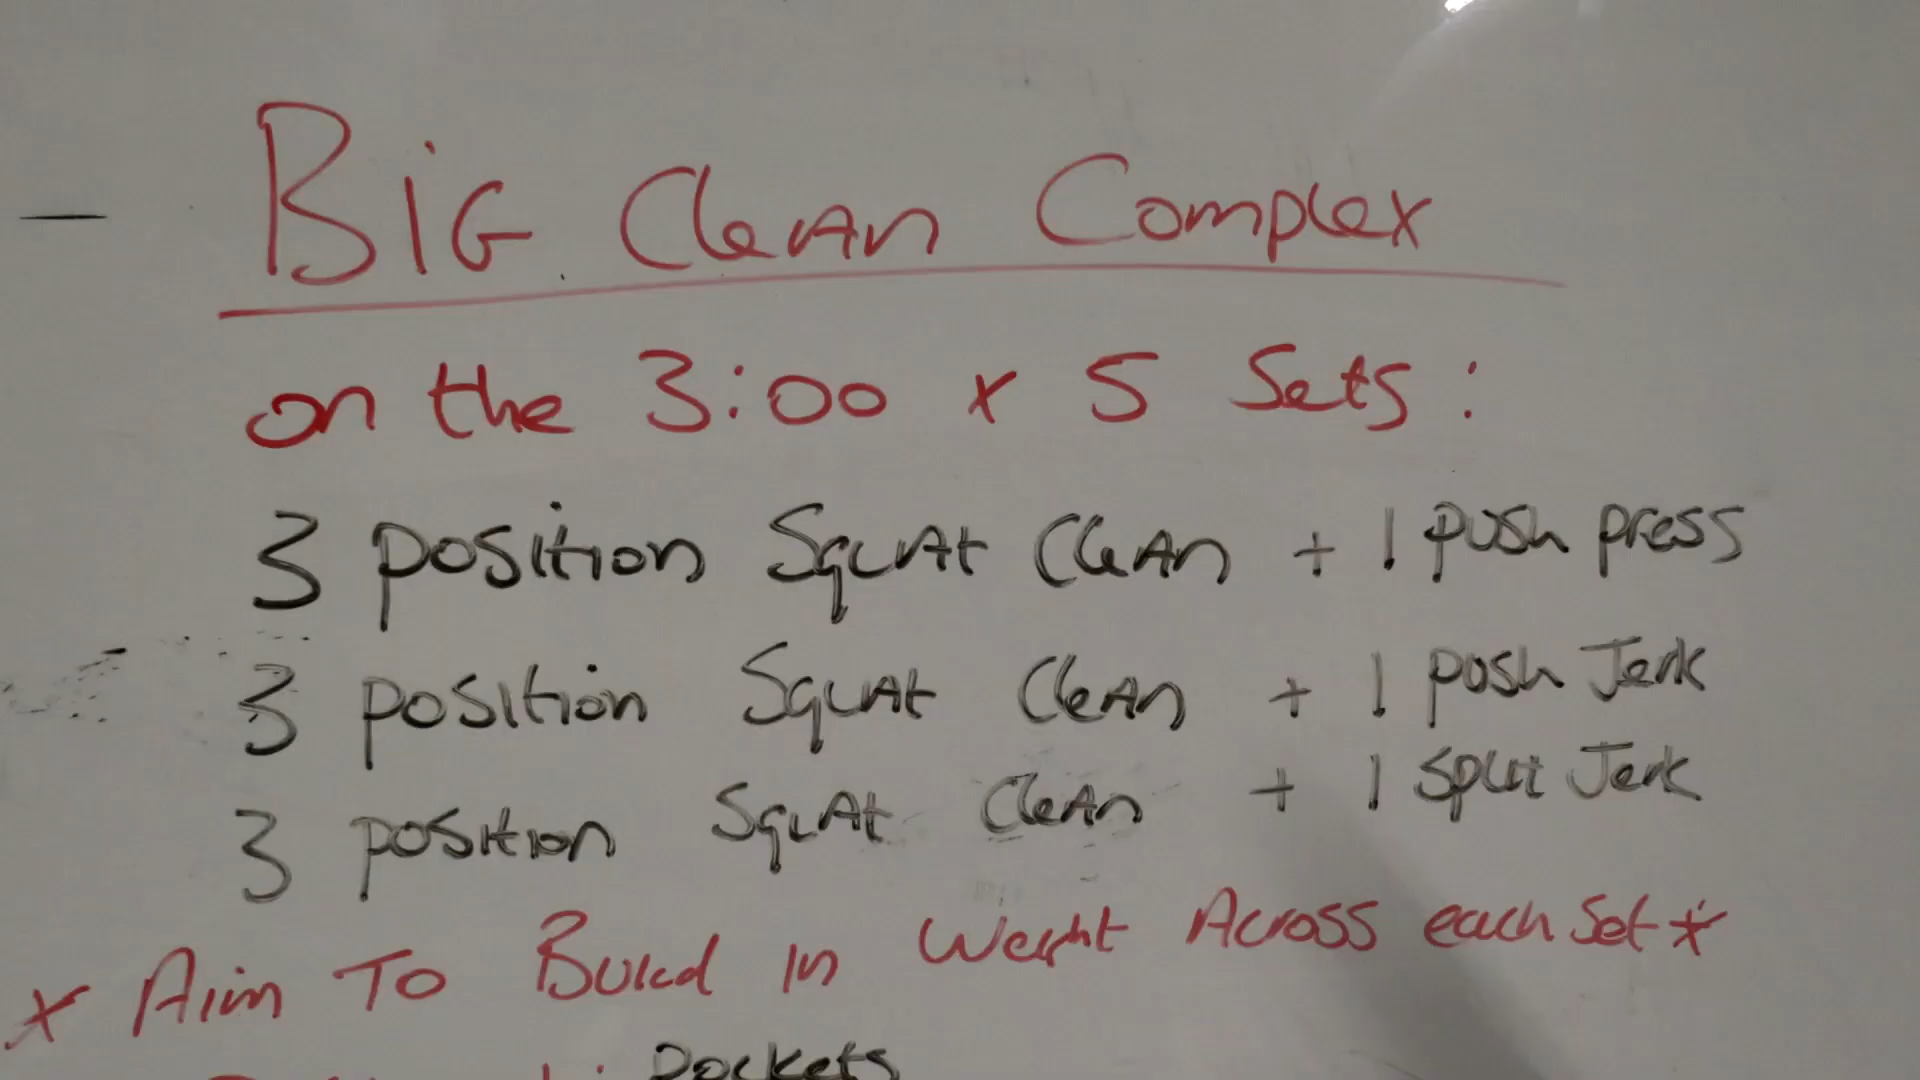 BiG Clean Complex
on the 3:00 x 5 Sets:
3 position Squat Clean + 1 push press
3 position Squat Clean + 1 push Jerk
3 position Squat Clean + 1 split Jerk
* Aim To Build in Weight Across each Set *
Pockets